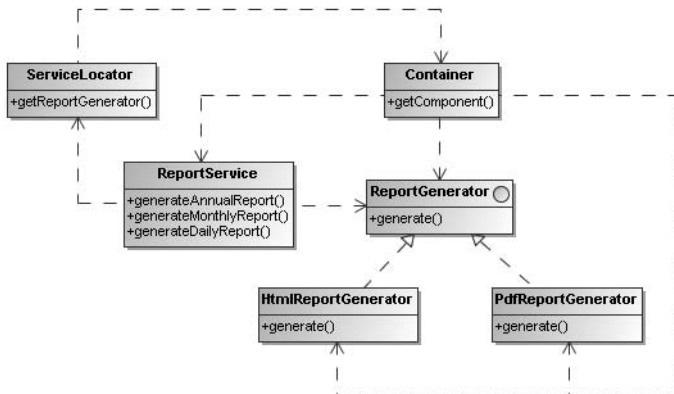 ServiceLocator
+getReportGenerator()
Container
+getComponent()
ReportService
+generateAnnualReport()
+generateMonthlyReport()
+generateDailyReport()
ReportGenerator
+generate()
HtmlReportGenerator
+generate()
PdfReportGenerator
+generate()